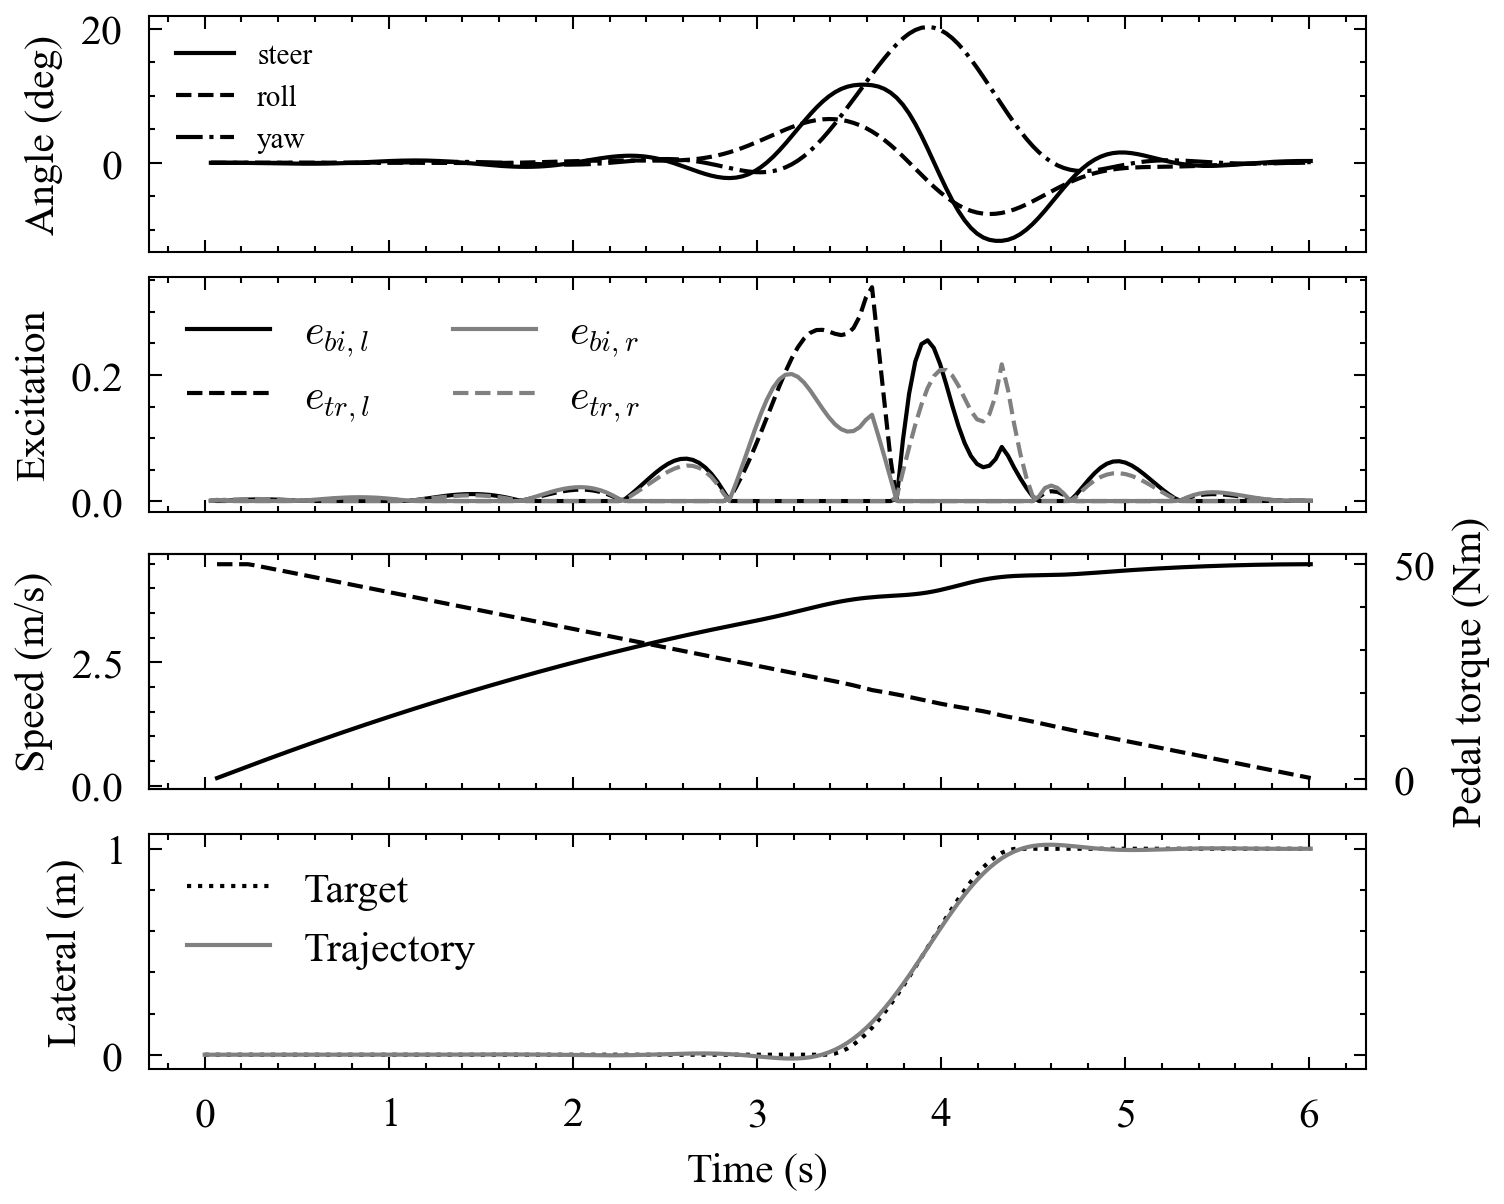 Angle (deg)
20
0
steer
roll
yaw
Excitation
0.2
0.0
e_{bi, l}
e_{tr, l}
e_{bi, r}
e_{tr, r}
Speed (m/s)
2.5
0.0
50
0
Pedal torque (Nm)
Lateral (m)
1
0
Target
Trajectory
0 1 2 3 4 5 6
Time (s)